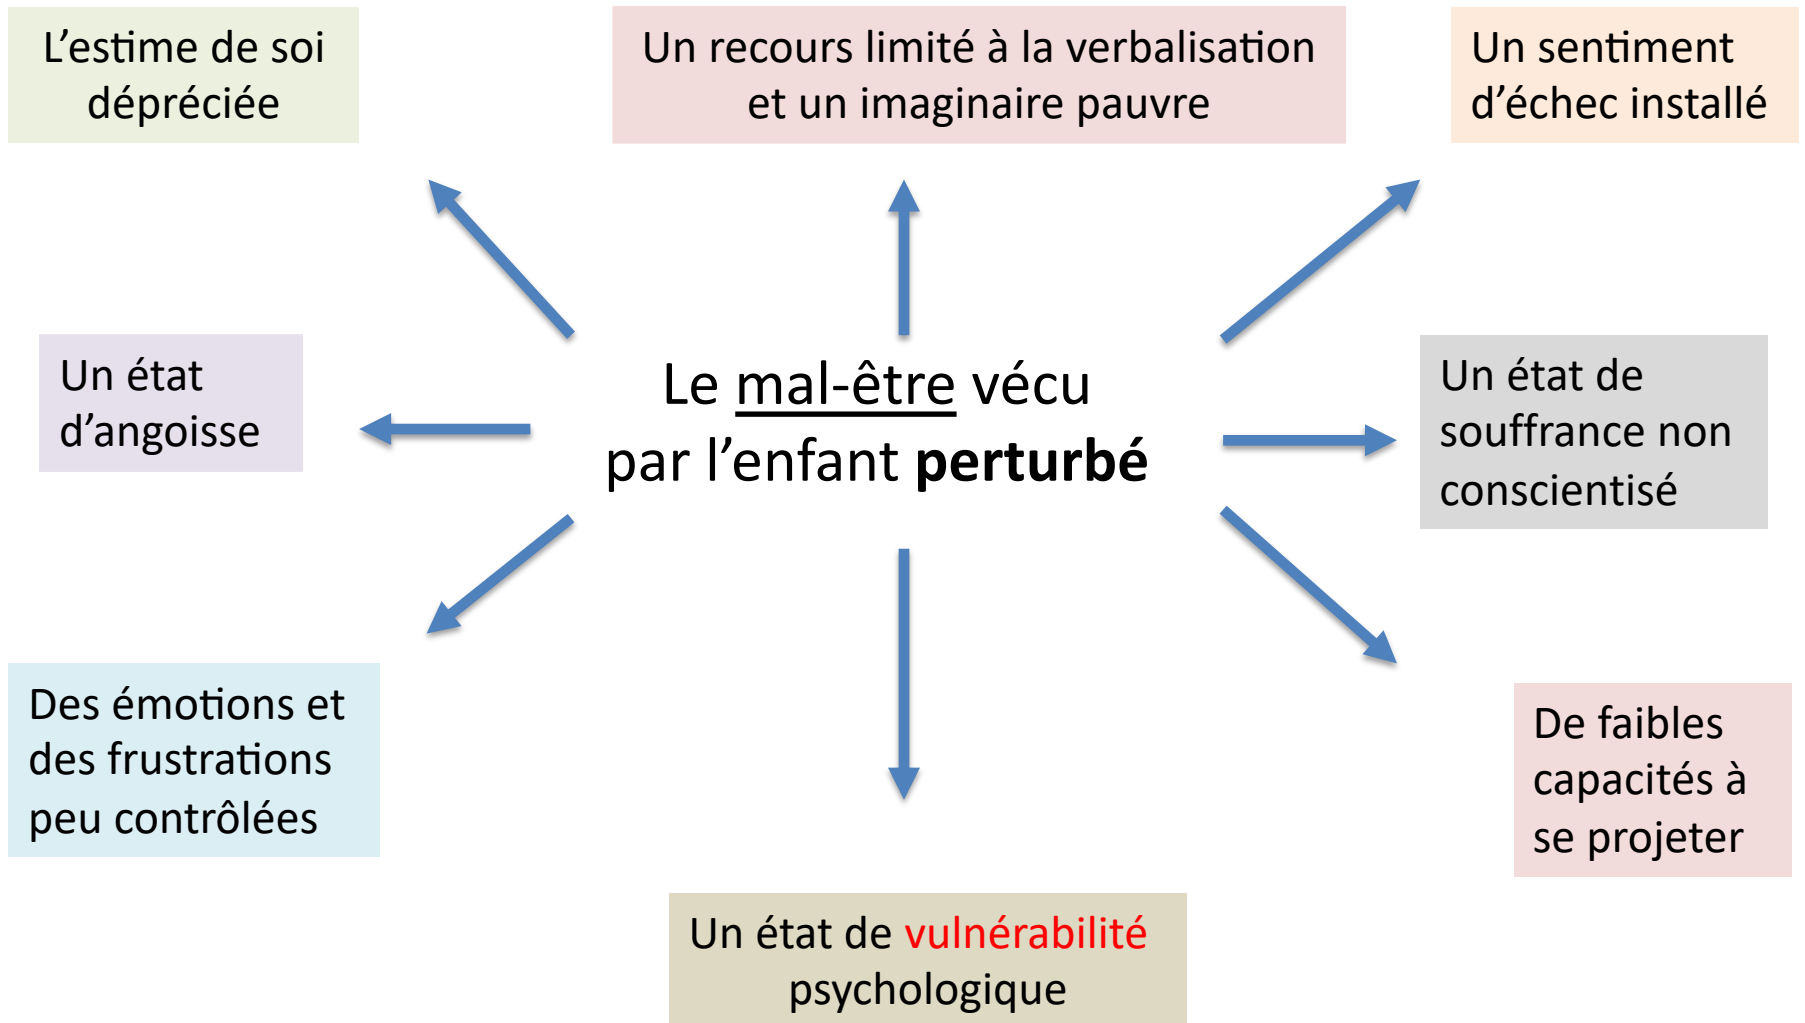 L’estime de soi
dépréciée
Un recours limité à la verbalisation
et un imaginaire pauvre
Un sentiment
d’échec installé
Un état
d’angoisse
Le mal-être vécu
par l’enfant perturbé
Un état de
souffrance non
conscientisé
Des émotions et
des frustrations
peu contrôlées
De faibles
capacités à
se projeter
Un état de vulnérabilité
psychologique